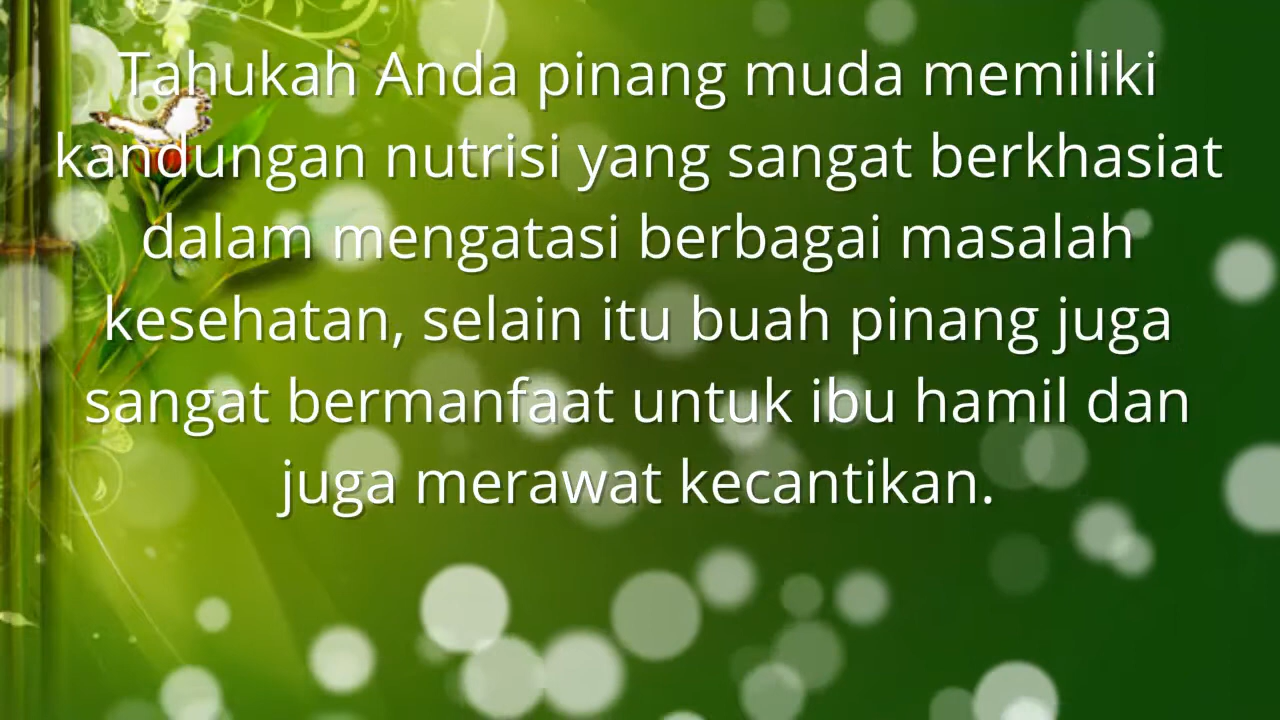 Tahukah Anda pinang muda memiliki
kandungan nutrisi yang sangat berkhasiat
dalam mengatasi berbagai masalah
kesehatan, selain itu buah pinang juga
sangat bermanfaat untuk ibu hamil dan
juga merawat kecantikan.